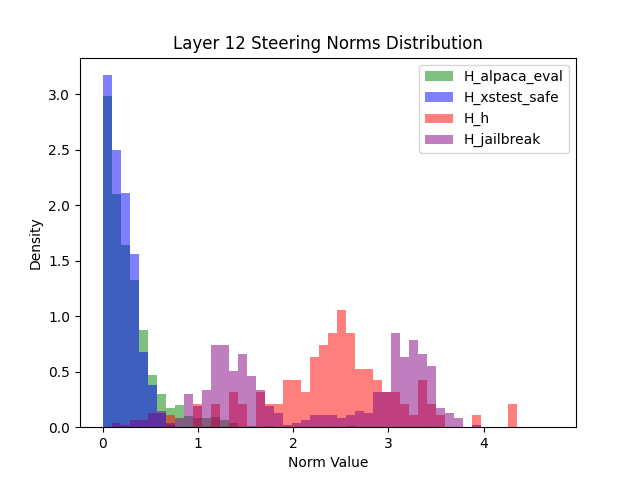 Layer 12 Steering Norms Distribution
H_alpaca_eval
H_xstest_safe
H_h
H_jailbreak
3.0
2.5
2.0
1.5
1.0
0.5
0.0
Density
0 1 2 3 4
Norm Value